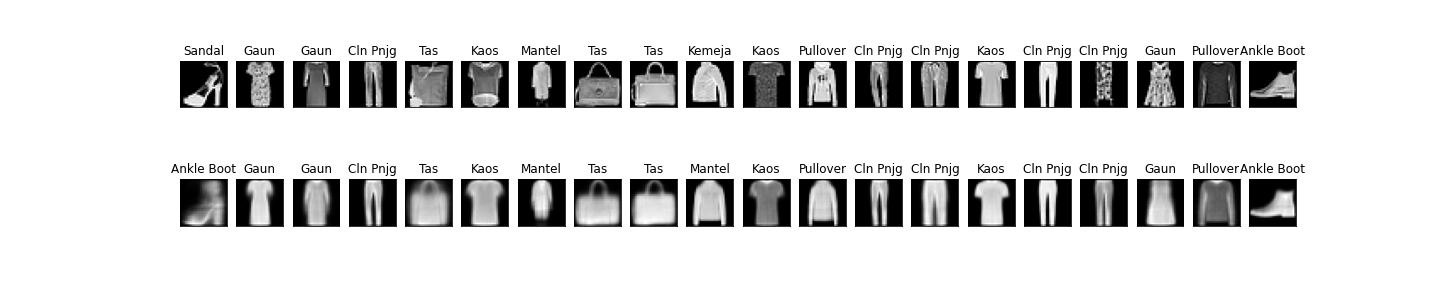 Sandal Gaun Gaun Cln Pnjg Tas Kaos Mantel Tas Tas Kemeja Kaos Pullover Cln Pnjg Cln Pnjg Kaos Cln Pnjg Cln Pnjg Gaun Pullover Ankle Boot
Ankle Boot Gaun Gaun Cln Pnjg Tas Kaos Mantel Tas Tas Mantel Kaos Pullover Cln Pnjg Cln Pnjg Kaos Cln Pnjg Cln Pnjg Gaun Pullover Ankle Boot